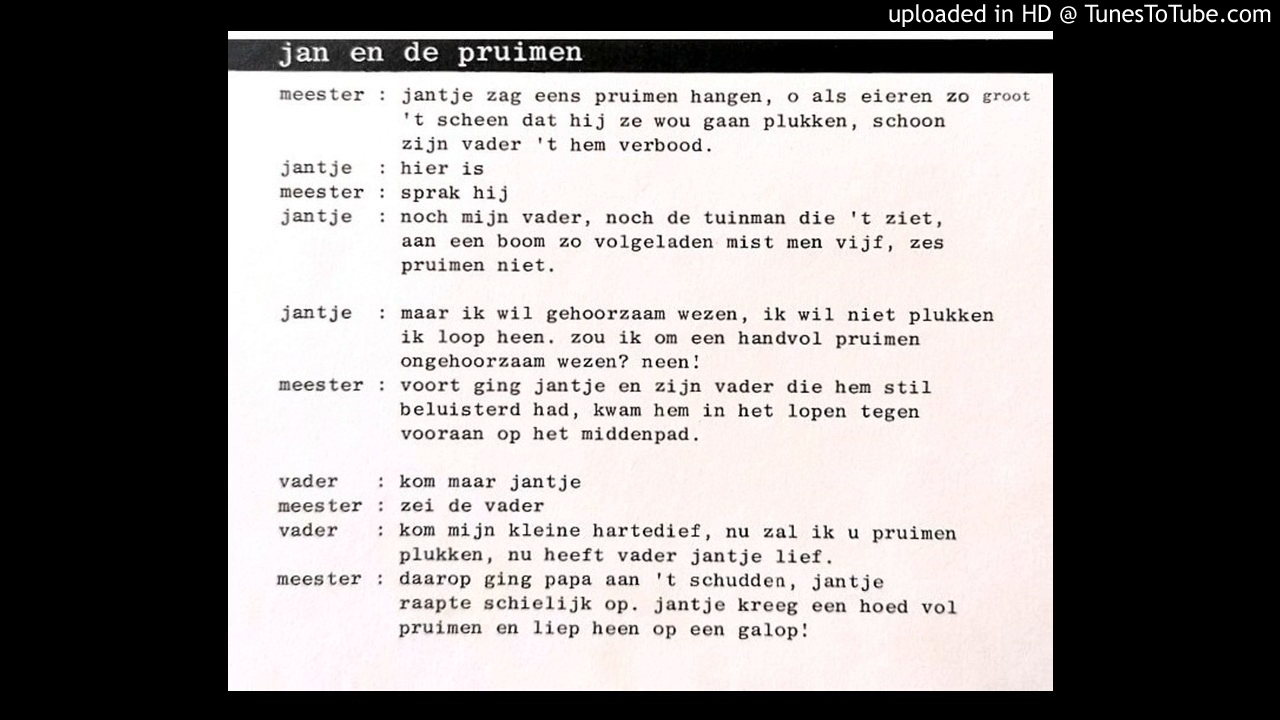 uploaded in HD @ TunesToTube.com
jan en de pruimen
meester : jantje zag eens pruimen hangen, o als eieren zo groot
't scheen dat hij ze wou gaan plukken, schoon
zijn vader 't hem verbood.
jantje : hier is
meester : sprak hij
jantje : noch mijn vader, noch de tuinman die 't ziet,
aan een boom zo volgeladen mist men vijf, zes
pruimen niet.
jantje : maar ik wil gehoorzaam wezen, ik wil niet plukken
ik loop heen. zou ik om een handvol pruimen
ongehoorzaam wezen? neen!
meester : voort ging jantje en zijn vader die hem stil
beluisterd had, kwam hem in het lopen tegen
vooraan op het middenpad.
vader : kom maar jantje
meester : zei de vader
vader : kom mijn kleine hartedief, nu zal ik u pruimen
plukken, nu heeft vader jantje lief.
meester : daarop ging papa aan 't schudden, jantje
raapte schielijk op. jantje kreeg een hoed vol
pruimen en liep heen op een galop!